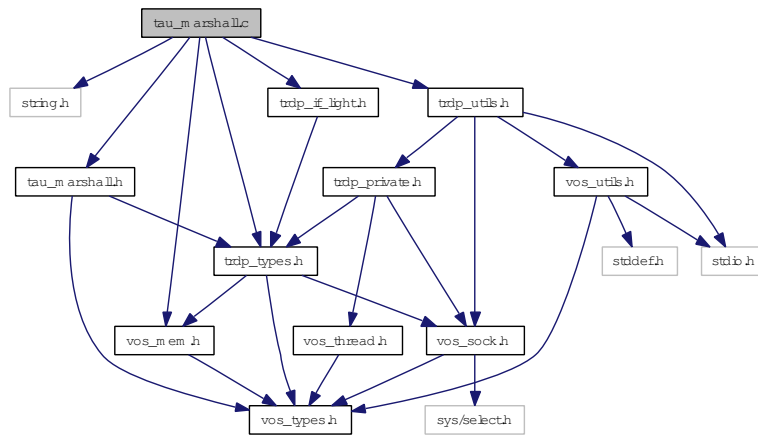 tau_marshall.c
string.h
trdp_if_light.h
trdp_utils.h
tau_marshall.h
trdp_private.h
vos_utils.h
trdp_types.h
stddef.h
stdio.h
vos_mem.h
vos_thread.h
vos_sock.h
vos_types.h
sys/select.h